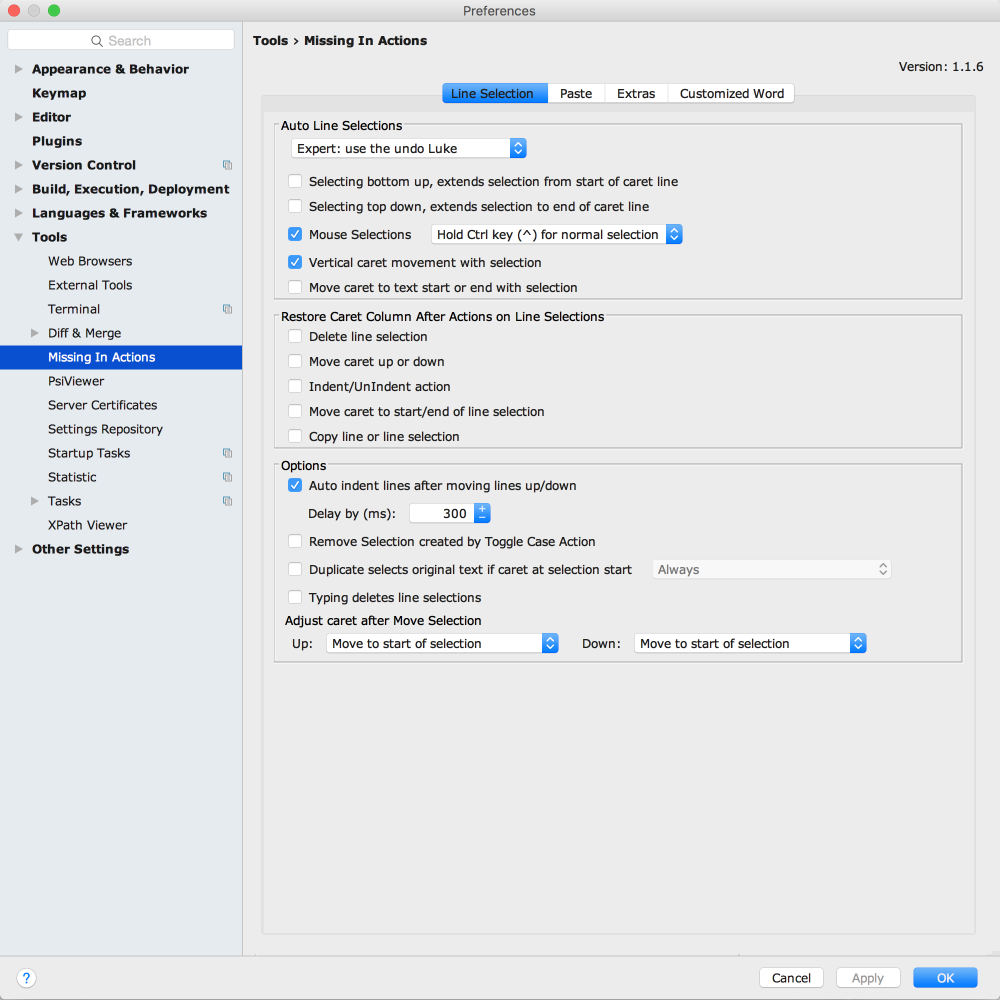 Preferences
Search
Appearance & Behavior
Keymap
Editor
Plugins
Version Control
Build, Execution, Deployment
Languages & Frameworks
Tools
Web Browsers
External Tools
Terminal
Diff & Merge
Missing In Actions
PsiViewer
Server Certificates
Settings Repository
Startup Tasks
Statistic
Tasks
XPath Viewer
Other Settings
Tools › Missing In Actions
Version: 1.1.6
Line Selection Paste Extras Customized Word
Auto Line Selections
Expert: use the undo Luke
Selecting bottom up, extends selection from start of caret line
Selecting top down, extends selection to end of caret line
Mouse Selections Hold Ctrl key (^) for normal selection
Vertical caret movement with selection
Move caret to text start or end with selection
Restore Caret Column After Actions on Line Selections
Delete line selection
Move caret up or down
Indent/UnIndent action
Move caret to start/end of line selection
Copy line or line selection
Options
Auto indent lines after moving lines up/down
Delay by (ms): 300
Remove Selection created by Toggle Case Action
Duplicate selects original text if caret at selection start Always
Typing deletes line selections
Adjust caret after Move Selection
Up: Move to start of selection Down: Move to start of selection
? Cancel Apply OK